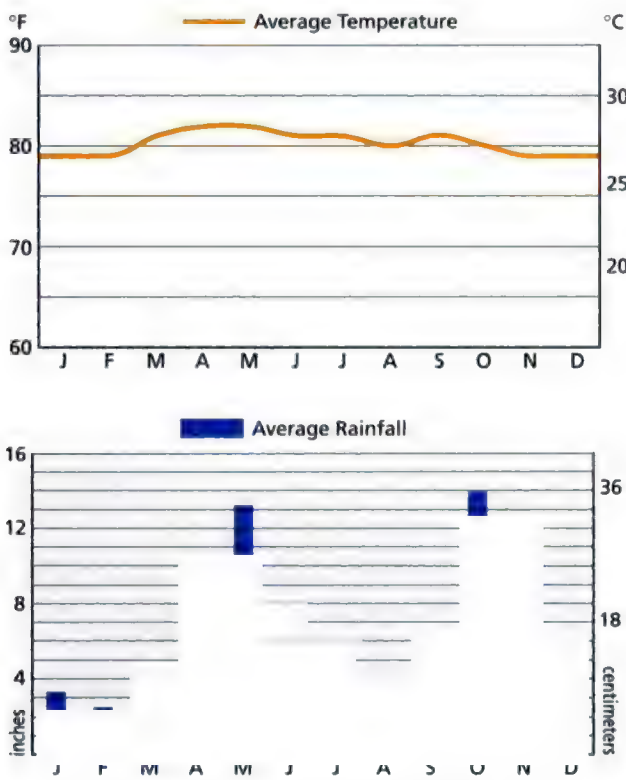 °F Average Temperature °C
90
30
80
25
70
20
60
J F M A M J J A S O N D
Average Rainfall
16
36
12
8
18
4
inches
centimeters
J F M A M J J A S O N D